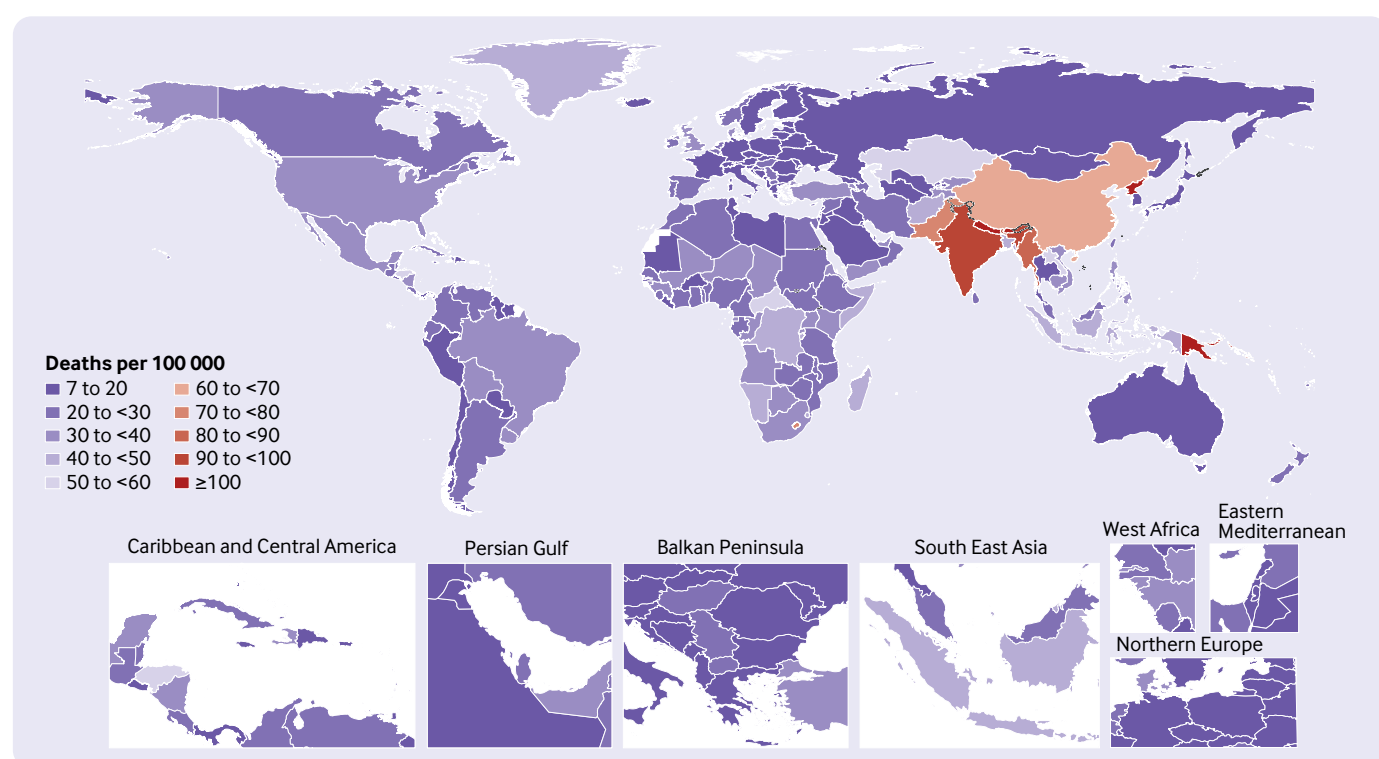 Deaths per 100 000
7 to 20
20 to <30
30 to <40
40 to <50
50 to <60
60 to <70
70 to <80
80 to <90
90 to <100
≥100
Caribbean and Central America
Persian Gulf
Balkan Peninsula
South East Asia
West Africa
Eastern
Mediterranean
Northern Europe